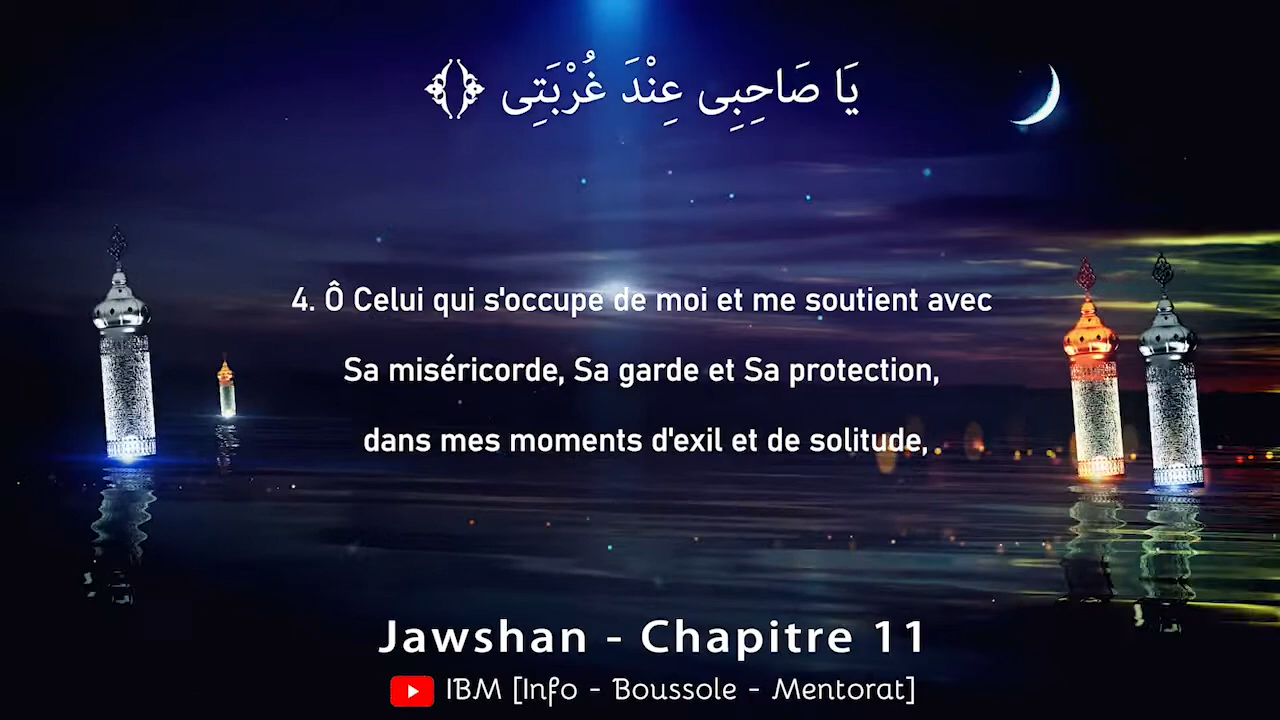 يَا صَاحِبِى عِنْدَ غُرْبَتِى ﴿﴾
4. Ô Celui qui s'occupe de moi et me soutient avec
Sa miséricorde, Sa garde et Sa protection,
dans mes moments d'exil et de solitude,
Jawshan - Chapitre 11
IBM [Info - Boussole - Mentorat]